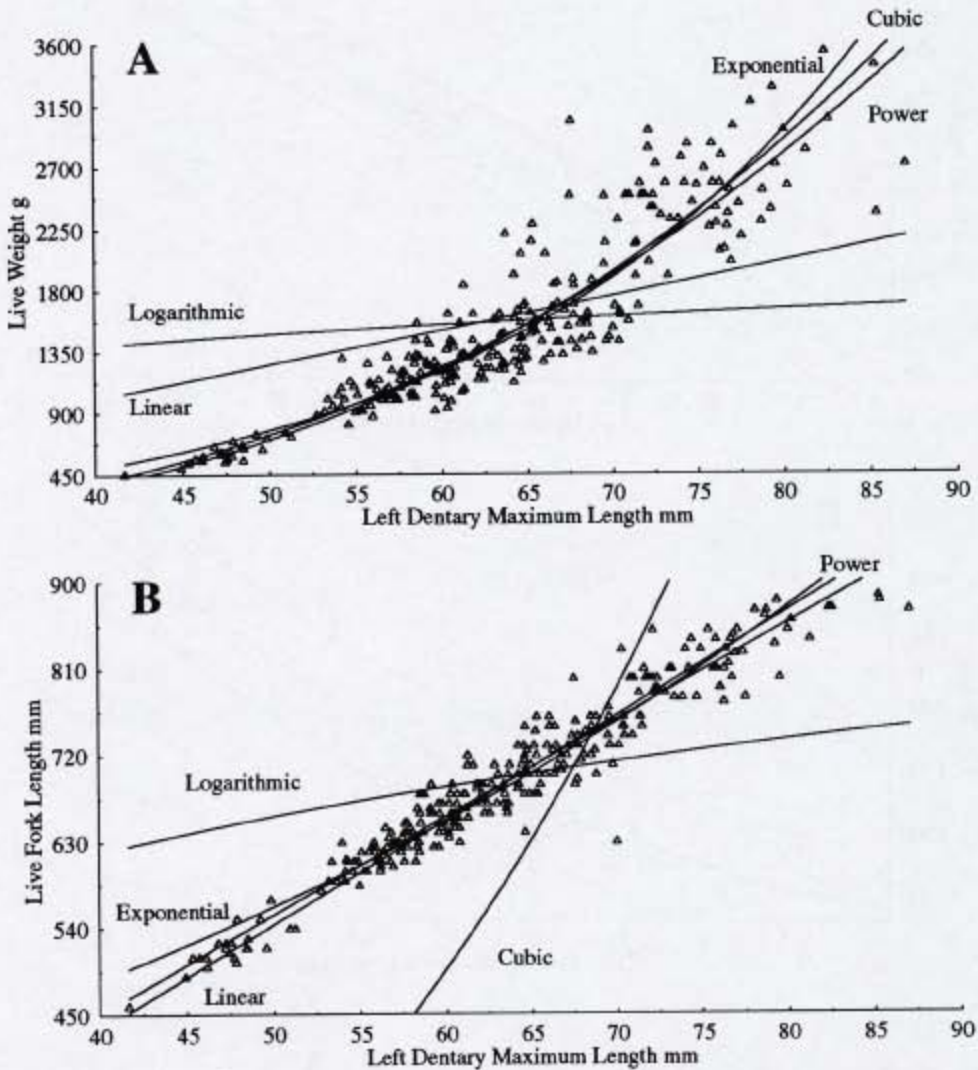 A
Cubic
Exponential
Power
Logarithmic
Linear
Live Weight g
3600
3150
2700
2250
1800
1350
900
450
40 45 50 55 60 65 70 75 80 85 90
Left Dentary Maximum Length mm
B
Power
Logarithmic
Exponential
Linear
Cubic
Live Fork Length mm
900
810
720
630
540
450
40 45 50 55 60 65 70 75 80 85 90
Left Dentary Maximum Length mm